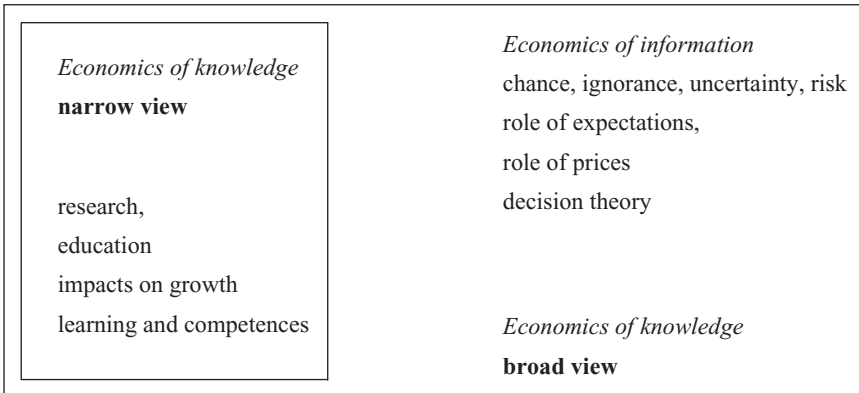 Economics of knowledge
narrow view
research,
education
impacts on growth
learning and competences
Economics of information
chance, ignorance, uncertainty, risk
role of expectations,
role of prices
decision theory
Economics of knowledge
broad view